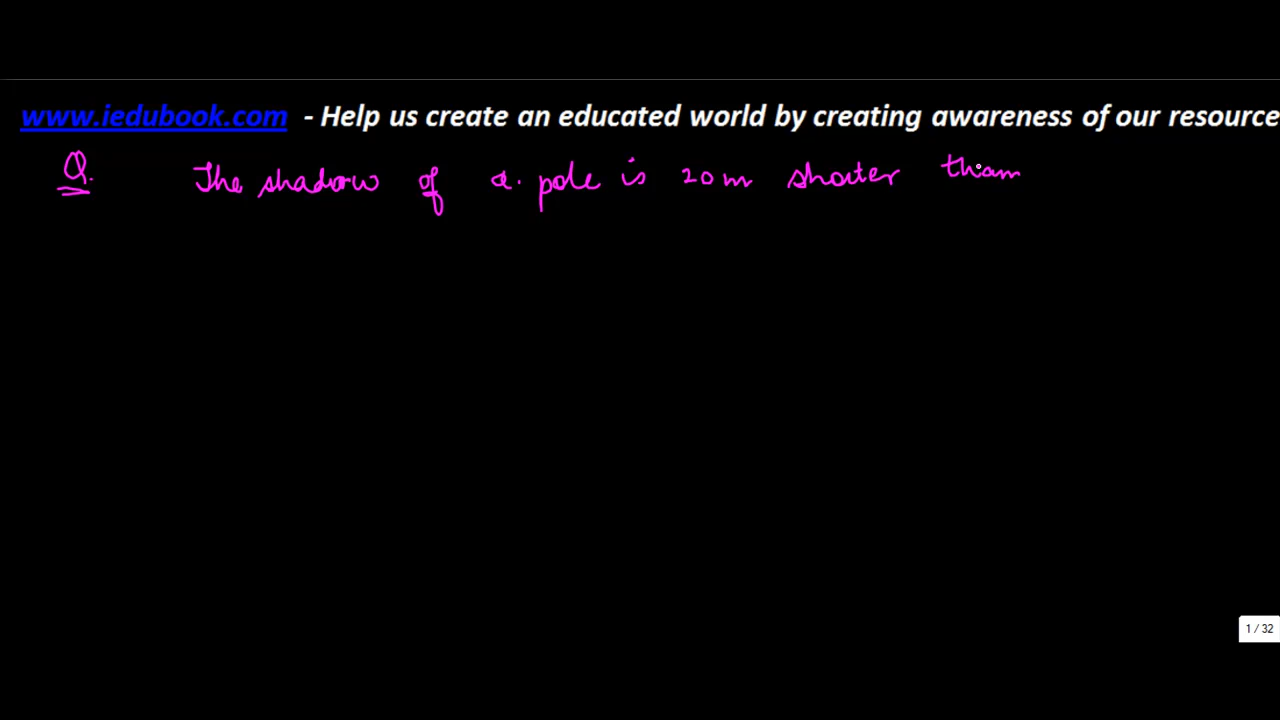 www.iedubook.com - Help us create an educated world by creating awareness of our resource
Q. The shadow of a. pole is 20m shorter than
1 / 32